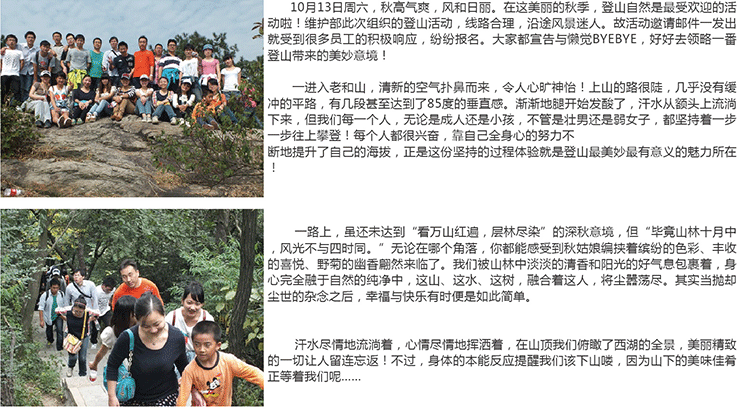 10月13日周六，秋高气爽，风和日丽。在这美丽的秋季，登山自然是最受欢迎的活
动啦！维护部此次组织的登山活动，线路合理，沿途风景迷人。故活动邀请邮件一发出
就受到很多员工的积极响应，纷纷报名。大家都宣告与懒觉BYEBYE，好好去领略一番
登山带来的美妙意境！
一进入老和山，清新的空气扑鼻而来，令人心旷神怡！上山的路很陡，几乎没有缓
冲的平路，有几段甚至达到了85度的垂直感。渐渐地腿开始发酸了，汗水从额头上流淌
下来，但我们每一个人，无论是成人还是小孩，不管是壮男还是弱女子，都坚持着一步
一步往上攀登！每个人都很兴奋，靠自己全身心的努力不
断地提升了自己的海拔，正是这份坚持的过程体验就是登山最美妙最有意义的魅力所在
！
一路上，虽还未达到“看万山红遍，层林尽染”的深秋意境，但“毕竟山林十月中
，风光不与四时同。”无论在哪个角落，你都能感受到秋姑娘编挟着缤纷的色彩、丰收
的喜悦、野菊的幽香翩然来临了。我们被山林中淡淡的清香和阳光的好气息包裹着，身
心完全融于自然的纯净中，这山、这水、这树，融合着这人，将尘嚣荡尽。其实当抛却
尘世的杂念之后，幸福与快乐有时便是如此简单。
汗水尽情地流淌着，心情尽情地挥洒着，在山顶我们俯瞰了西湖的全景，美丽精致
的一切让人留连忘返！不过，身体的本能反应提醒我们该下山喽，因为山下的美味佳肴
正等着我们呢......